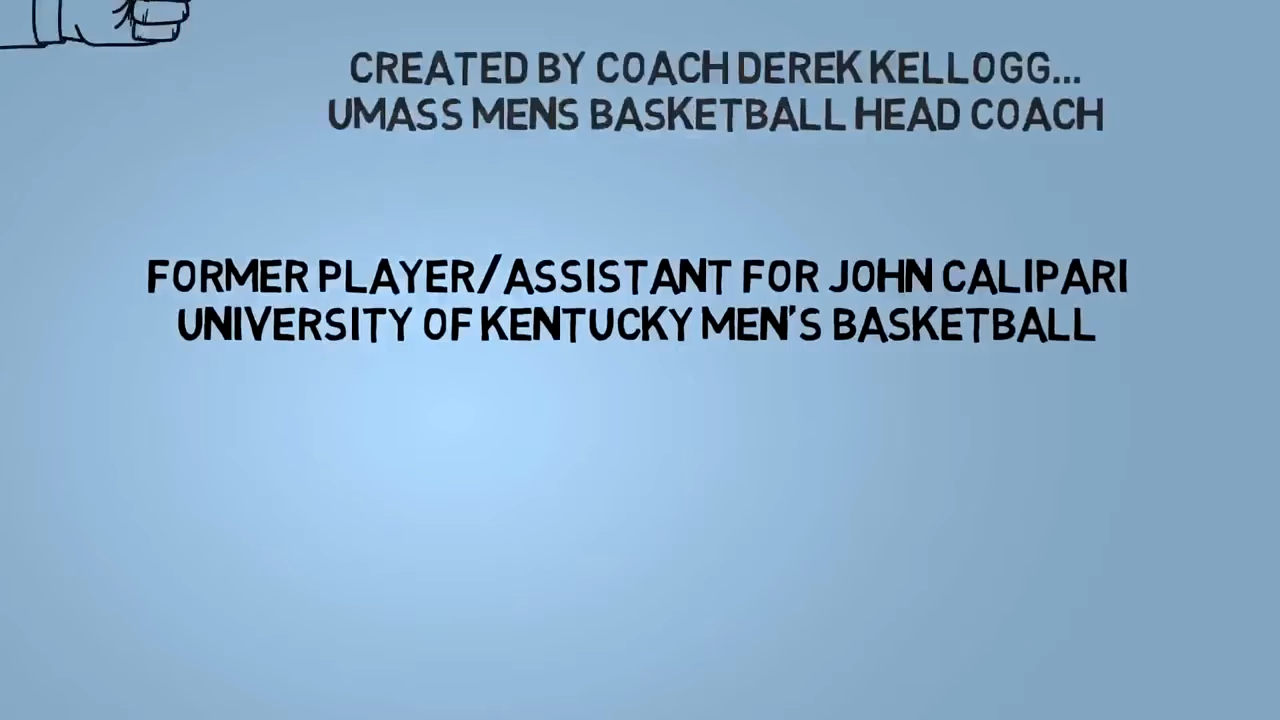 CREATED BY COACH DEREK KELLOGG...
UMASS MENS BASKETBALL HEAD COACH
FORMER PLAYER/ASSISTANT FOR JOHN CALIPARI
UNIVERSITY OF KENTUCKY MEN'S BASKETBALL